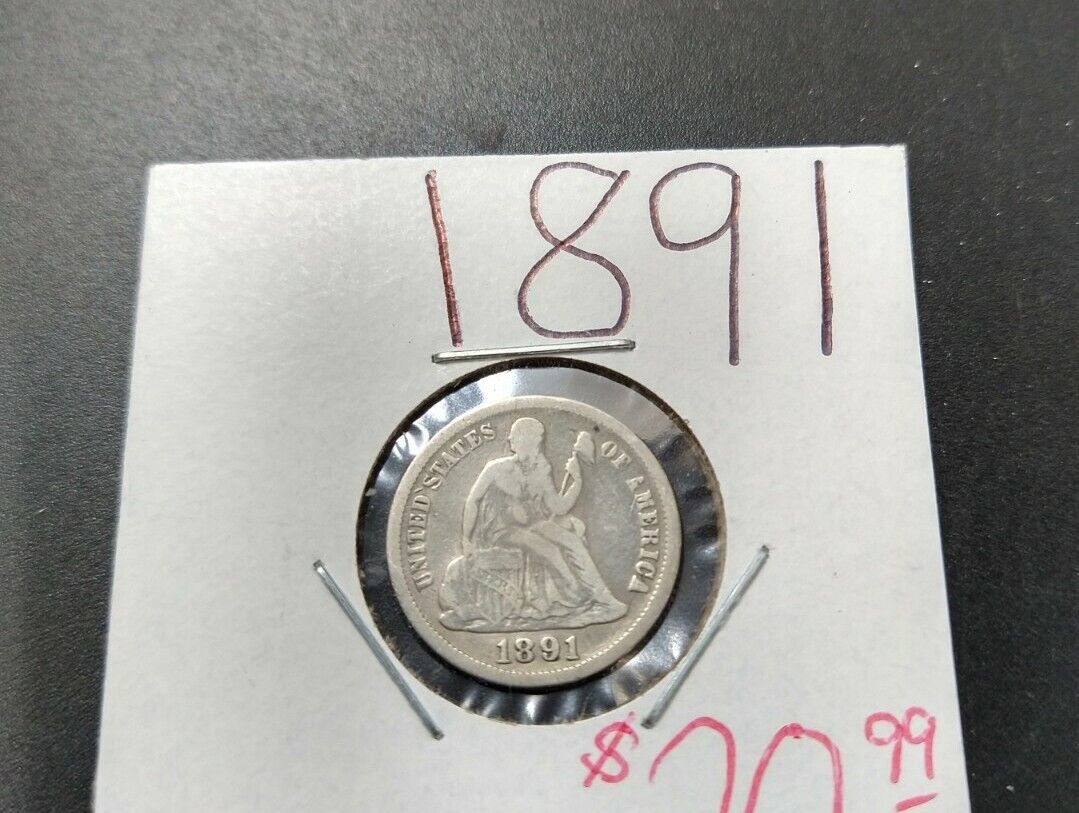 1891
UNITED STATES OF AMERICA
1891
$20.99